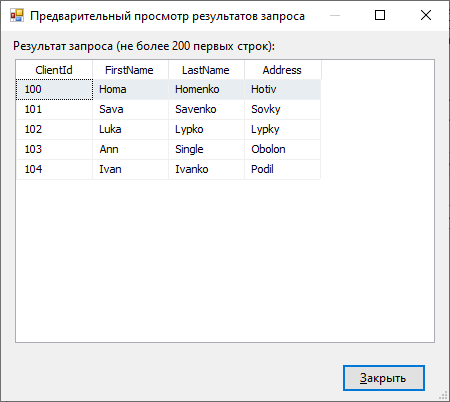 Предварительный просмотр результатов запроса
Результат запроса (не более 200 первых строк):
ClientId FirstName LastName Address
100 Homa Homenko Hotiv
101 Sava Savenko Sovky
102 Luka Lypko Lypky
103 Ann Single Obolon
104 Ivan Ivanko Podil
Закрыть